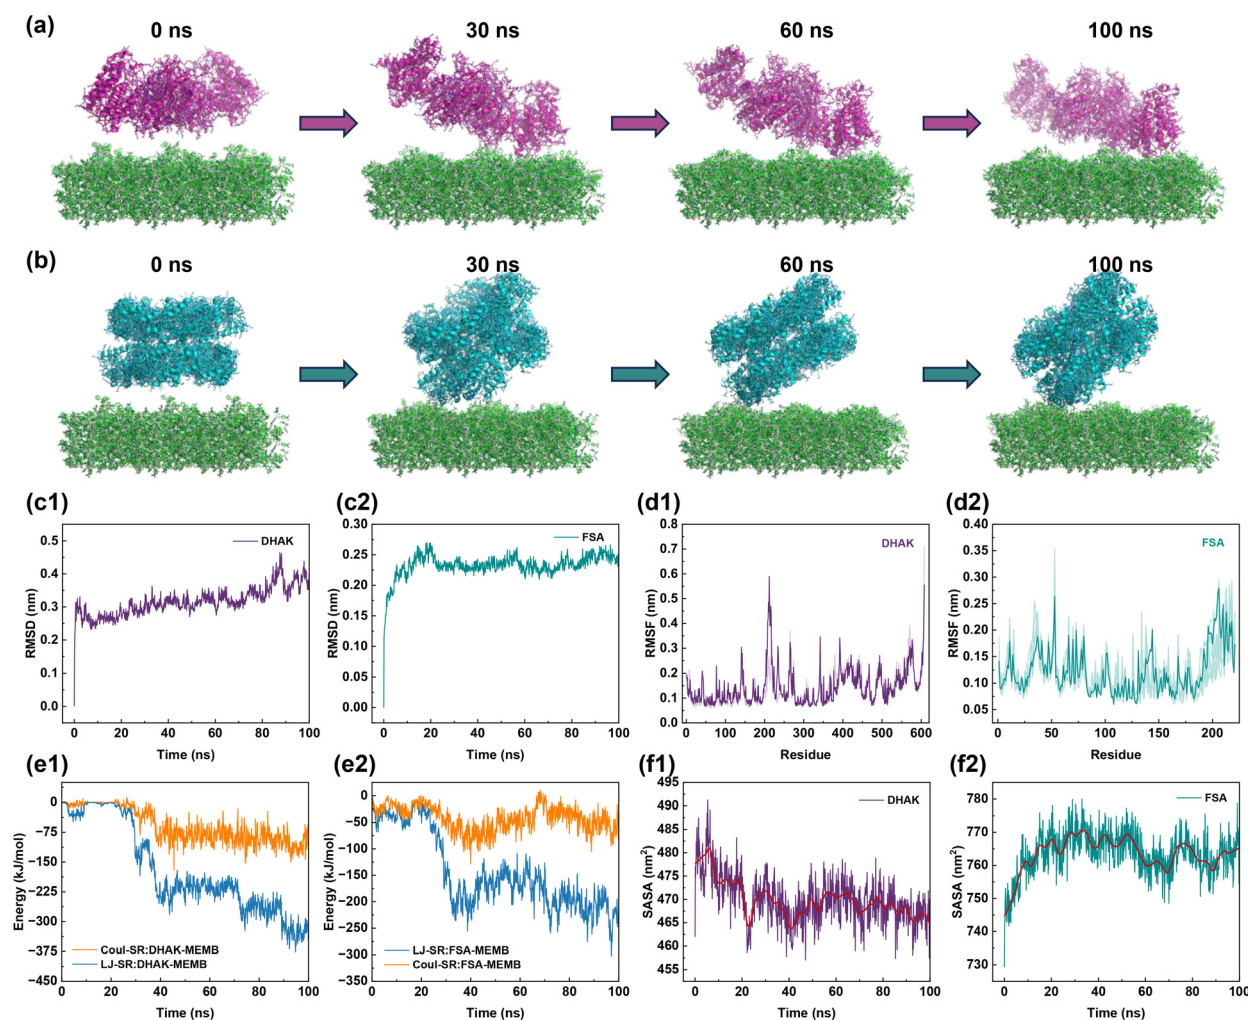 (a)
0 ns
30 ns
60 ns
100 ns
(b)
0 ns
30 ns
60 ns
100 ns
(c1)
RMSD (nm)
0.5
0.4
0.3
0.2
0.1
0.0
DHAK
0 20 40 60 80 100
Time (ns)
(c2)
RMSD (nm)
0.30
0.25
0.20
0.15
0.10
0.05
0.00
FSA
0 20 40 60 80 100
Time (ns)
(d1)
RMSF (nm)
0.8
0.7
0.6
0.5
0.4
0.3
0.2
0.1
0.0
DHAK
0 100 200 300 400 500 600
Residue
(d2)
RMSF (nm)
0.40
0.35
0.30
0.25
0.20
0.15
0.10
0.05
FSA
0 50 100 150 200
Residue
(e1)
Energy (kJ/mol)
0
−75
−150
−225
−300
−375
−450
Coul-SR:DHAK-MEMB
LJ-SR:DHAK-MEMB
0 20 40 60 80 100
Time (ns)
(e2)
Energy (kJ/mol)
0
−50
−100
−150
−200
−250
−300
−350
LJ-SR:FSA-MEMB
Coul-SR:FSA-MEMB
0 20 40 60 80 100
Time (ns)
(f1)
SASA (nm²)
495
490
485
480
475
470
465
460
455
DHAK
0 20 40 60 80 100
Time (ns)
(f2)
SASA (nm²)
780
770
760
750
740
730
FSA
0 20 40 60 80 100
Time (ns)